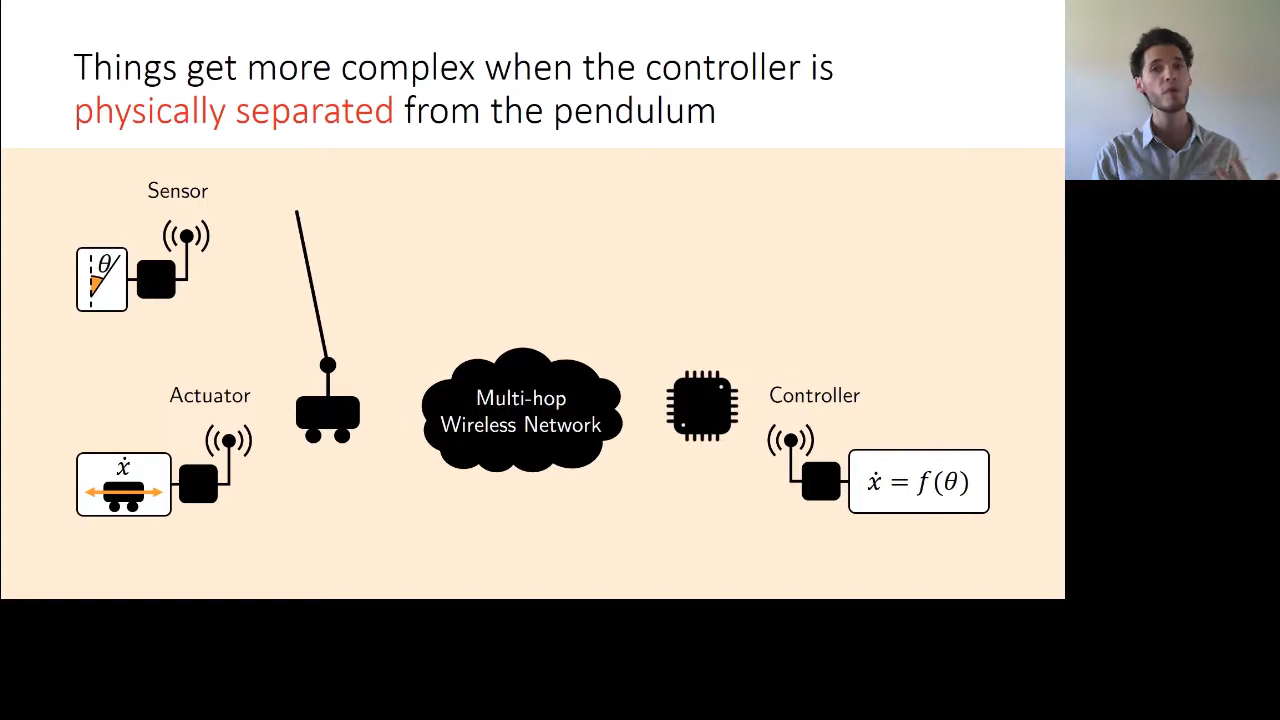 Things get more complex when the controller is
physically separated from the pendulum
Sensor
θ
Actuator
ẋ
Multi-hop
Wireless Network
Controller
ẋ = f(θ)